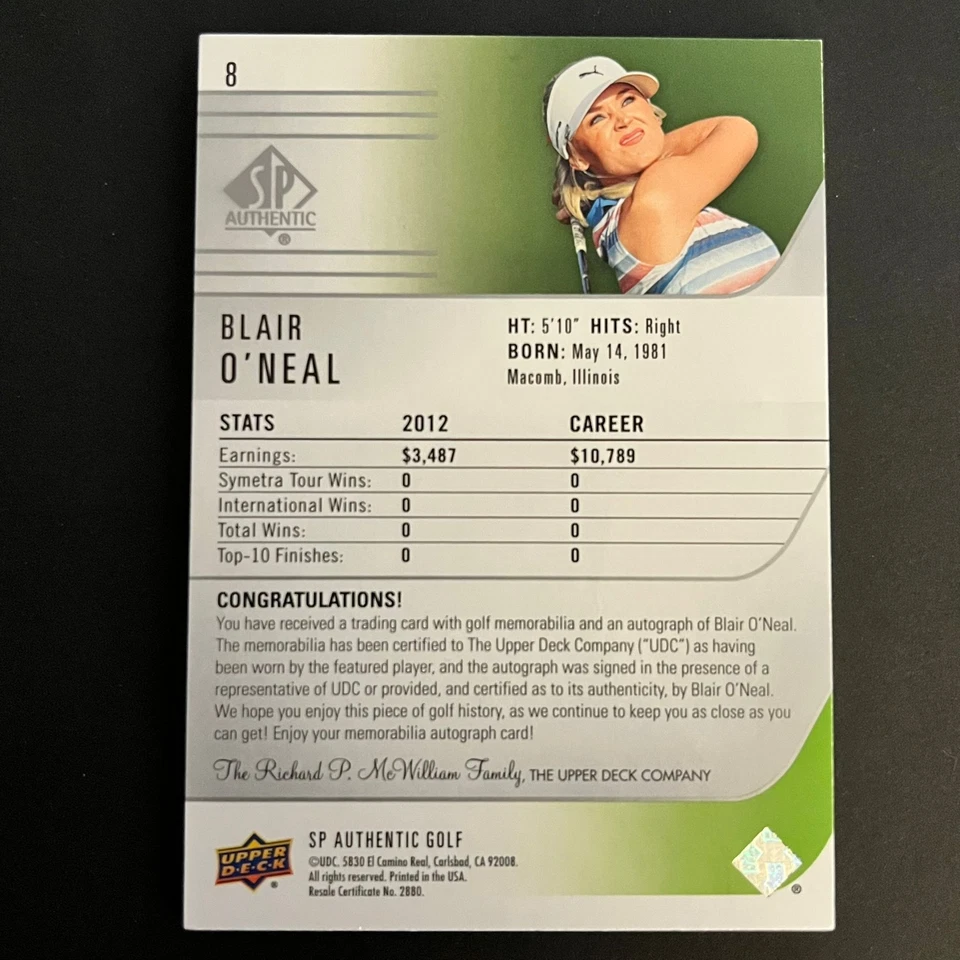 8
SP
AUTHENTIC
®
BLAIR
O'NEAL
HT: 5'10" HITS: Right
BORN: May 14, 1981
Macomb, Illinois
STATS 2012 CAREER
Earnings: $3,487 $10,789
Symetra Tour Wins: 0 0
International Wins: 0 0
Total Wins: 0 0
Top-10 Finishes: 0 0
CONGRATULATIONS!
You have received a trading card with golf memorabilia and an autograph of Blair O'Neal.
The memorabilia has been certified to The Upper Deck Company ("UDC") as having
been worn by the featured player, and the autograph was signed in the presence of a
representative of UDC or provided, and certified as to its authenticity, by Blair O'Neal.
We hope you enjoy this piece of golf history, as we continue to keep you as close as you
can get! Enjoy your memorabilia autograph card!
The Richard P. McWilliam Family, THE UPPER DECK COMPANY
UPPER
D•E•C•K
®
SP AUTHENTIC GOLF
©UDC. 5830 El Camino Real, Carlsbad, CA 92008.
All rights reserved. Printed in the USA.
Resale Certificate No. 2880.
®